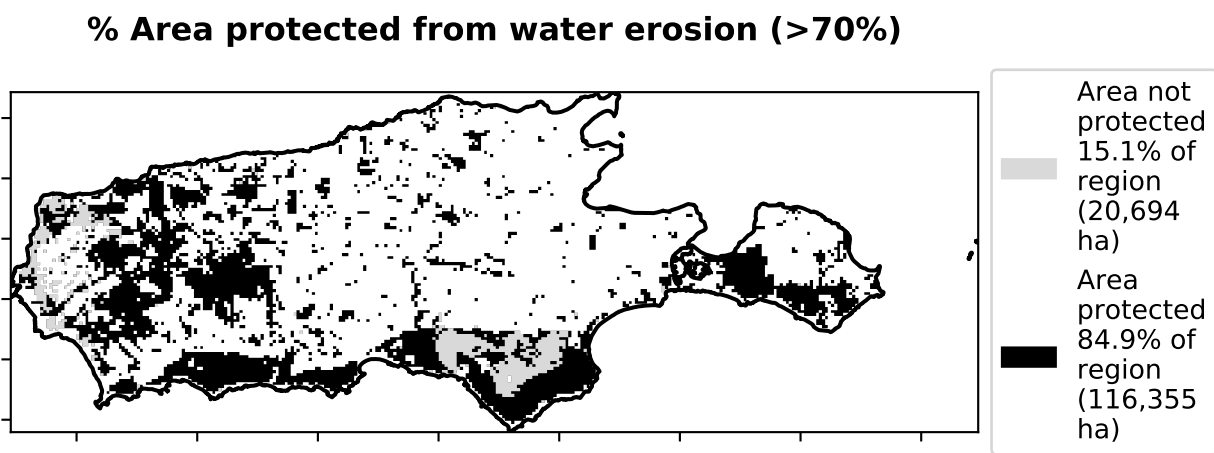 % Area protected from water erosion (>70%)
Area not
protected
15.1% of
region
(20,694
ha)
Area
protected
84.9% of
region
(116,355
ha)